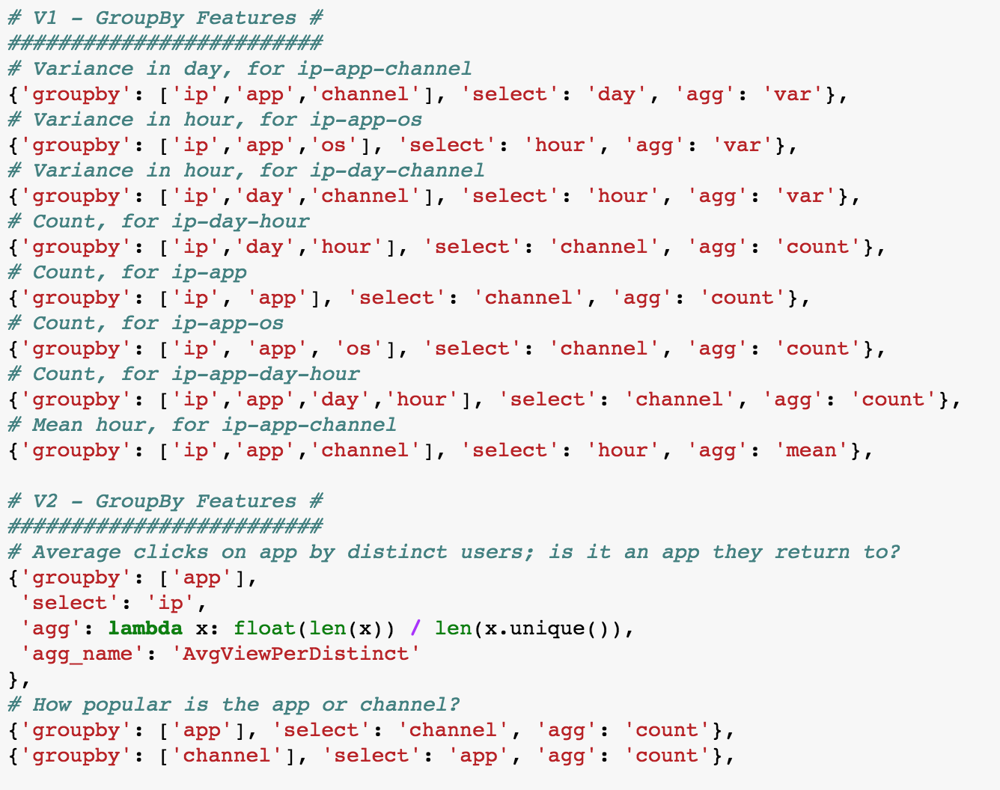 # V1 - GroupBy Features #
#########################
# Variance in day, for ip-app-channel
{'groupby': ['ip','app','channel'], 'select': 'day', 'agg': 'var'},
# Variance in hour, for ip-app-os
{'groupby': ['ip','app','os'], 'select': 'hour', 'agg': 'var'},
# Variance in hour, for ip-day-channel
{'groupby': ['ip','day','channel'], 'select': 'hour', 'agg': 'var'},
# Count, for ip-day-hour
{'groupby': ['ip','day','hour'], 'select': 'channel', 'agg': 'count'},
# Count, for ip-app
{'groupby': ['ip', 'app'], 'select': 'channel', 'agg': 'count'},
# Count, for ip-app-os
{'groupby': ['ip', 'app', 'os'], 'select': 'channel', 'agg': 'count'},
# Count, for ip-app-day-hour
{'groupby': ['ip','app','day','hour'], 'select': 'channel', 'agg': 'count'},
# Mean hour, for ip-app-channel
{'groupby': ['ip','app','channel'], 'select': 'hour', 'agg': 'mean'},

# V2 - GroupBy Features #
#########################
# Average clicks on app by distinct users; is it an app they return to?
{'groupby': ['app'],
 'select': 'ip',
 'agg': lambda x: float(len(x)) / len(x.unique()),
 'agg_name': 'AvgViewPerDistinct'
},
# How popular is the app or channel?
{'groupby': ['app'], 'select': 'channel', 'agg': 'count'},
{'groupby': ['channel'], 'select': 'app', 'agg': 'count'},